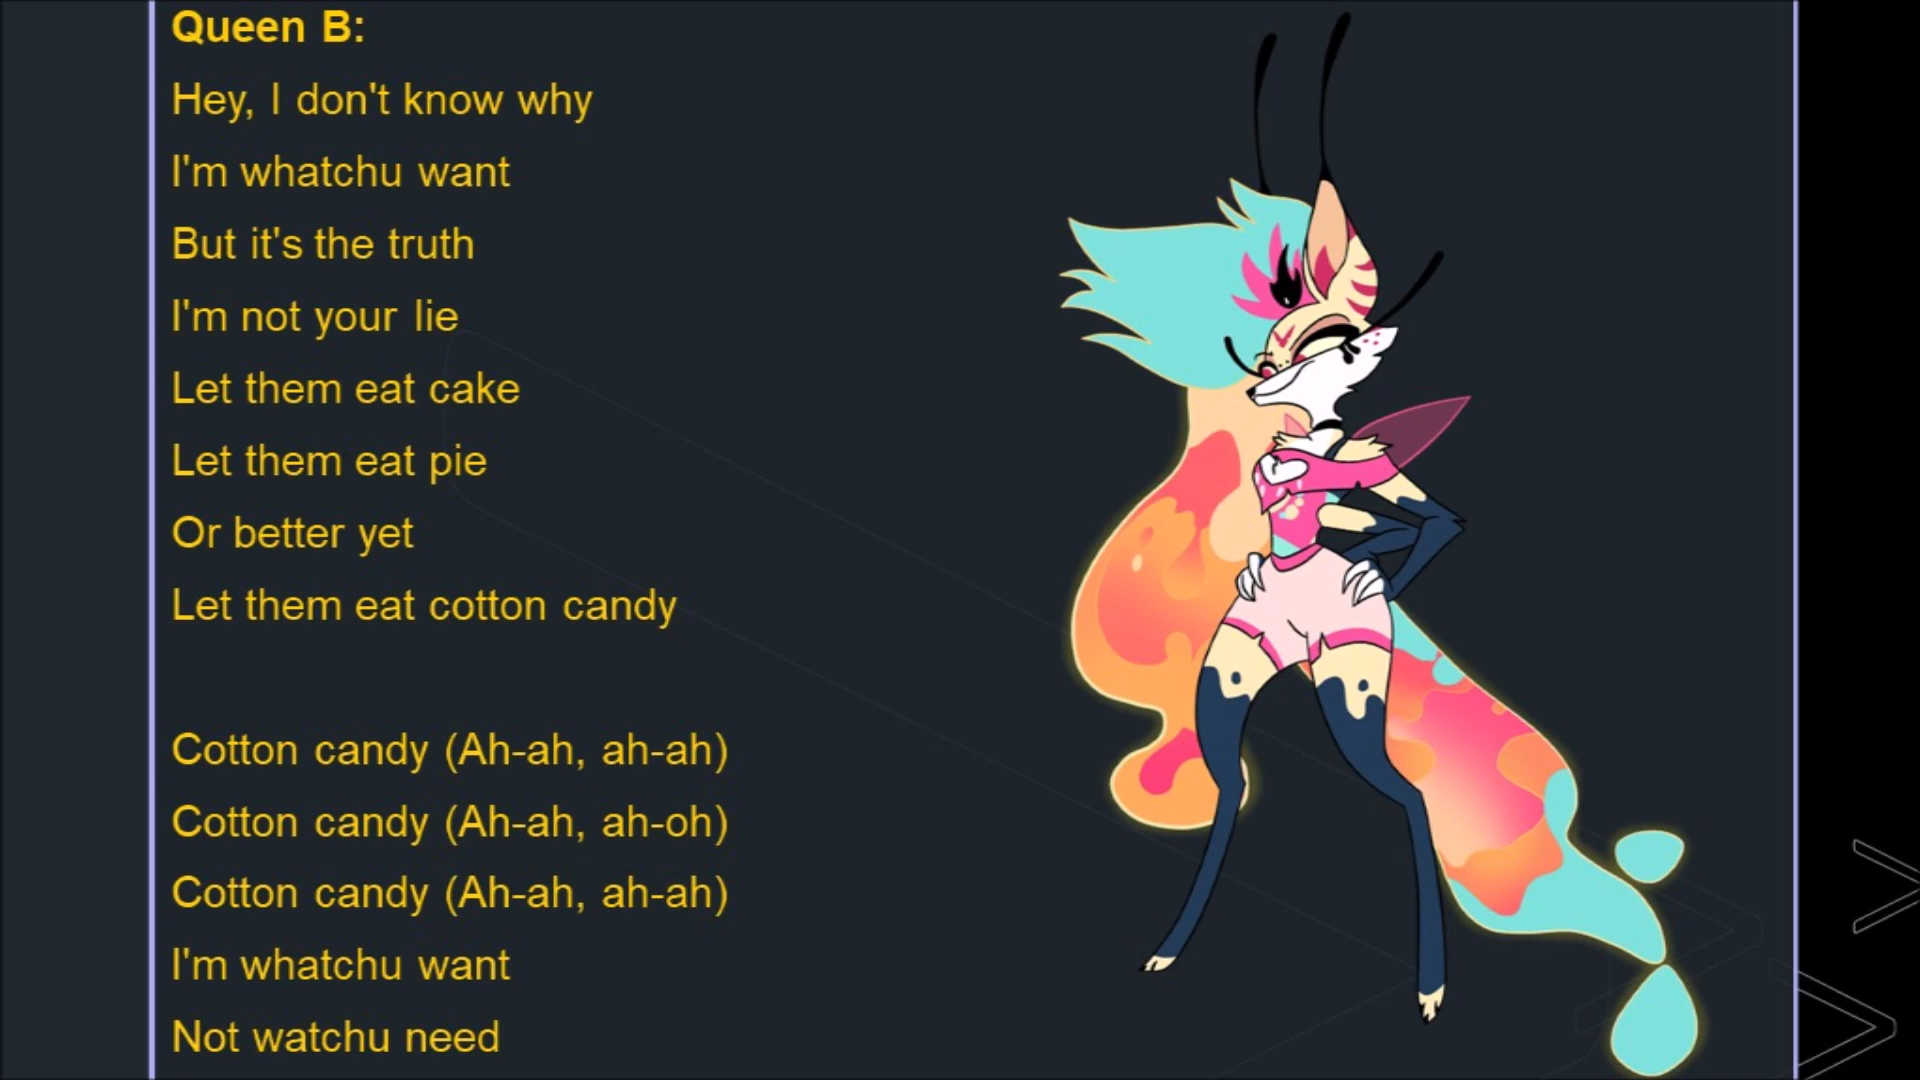 Queen B:
Hey, I don't know why
I'm whatchu want
But it's the truth
I'm not your lie
Let them eat cake
Let them eat pie
Or better yet
Let them eat cotton candy
Cotton candy (Ah-ah, ah-ah)
Cotton candy (Ah-ah, ah-oh)
Cotton candy (Ah-ah, ah-ah)
I'm whatchu want
Not watchu need